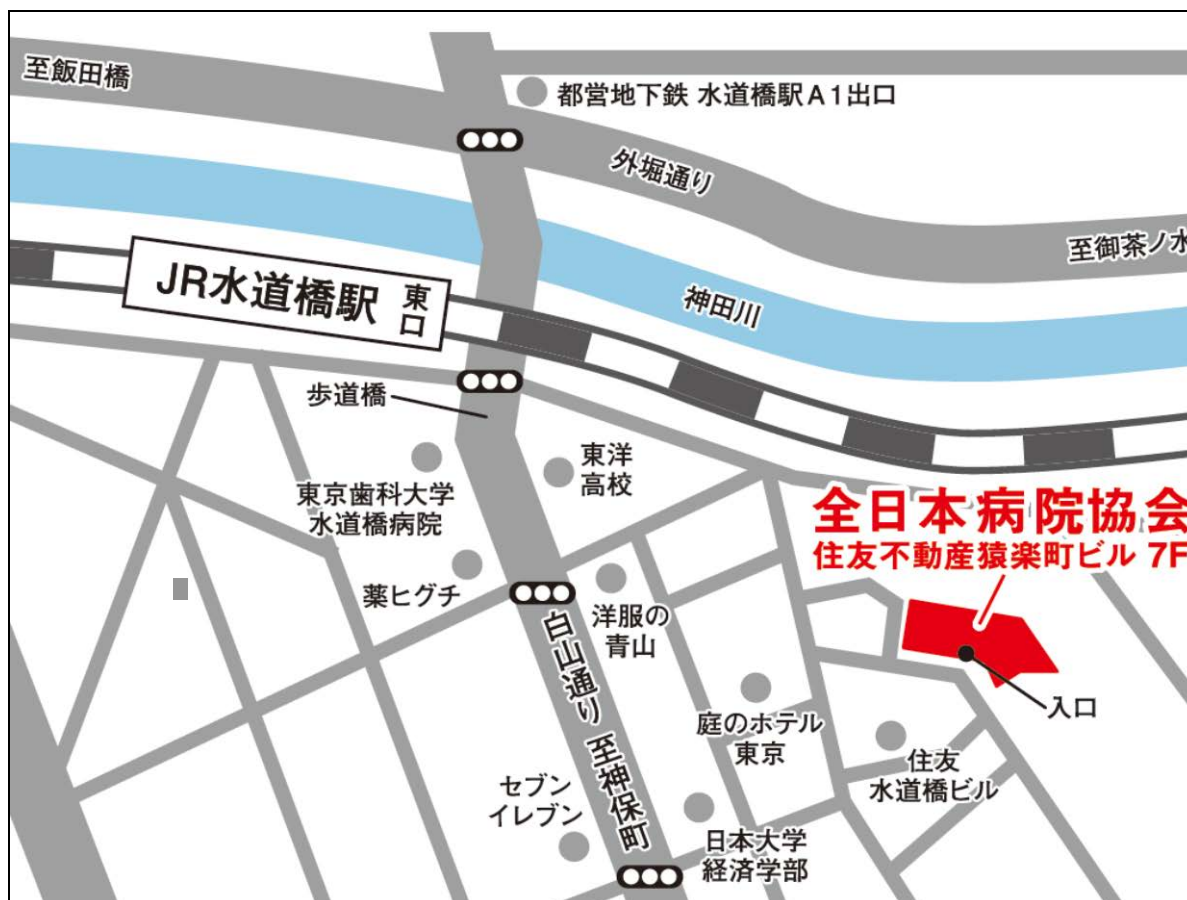 至飯田橋
都営地下鉄 水道橋駅A1出口
外堀通り
至御茶ノ水
JR水道橋駅 東口
神田川
歩道橋
東洋
高校
東京歯科大学
水道橋病院
全日本病院協会
住友不動産猿楽町ビル 7F
薬ヒグチ
洋服の
青山
白山通り 至神保町
入口
庭のホテル
東京
住友
水道橋ビル
セブン
イレブン
日本大学
経済学部